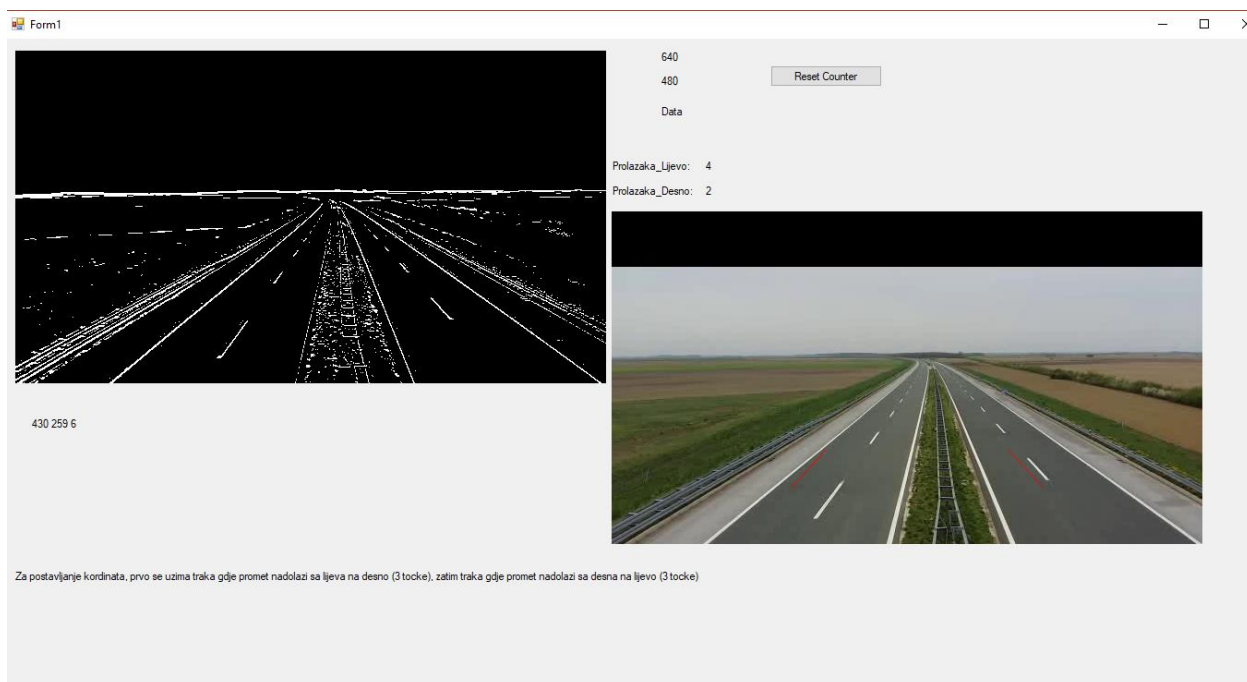 Form1
640
480
Reset Counter
Data
Prolazaka_Lijevo: 4
Prolazaka_Desno: 2
430 259 6
Za postavljanje kordinata, prvo se uzima traka gdje promet nadolazi sa lijeva na desno (3 tocke), zatim traka gdje promet nadolazi sa desna na lijevo (3 tocke)